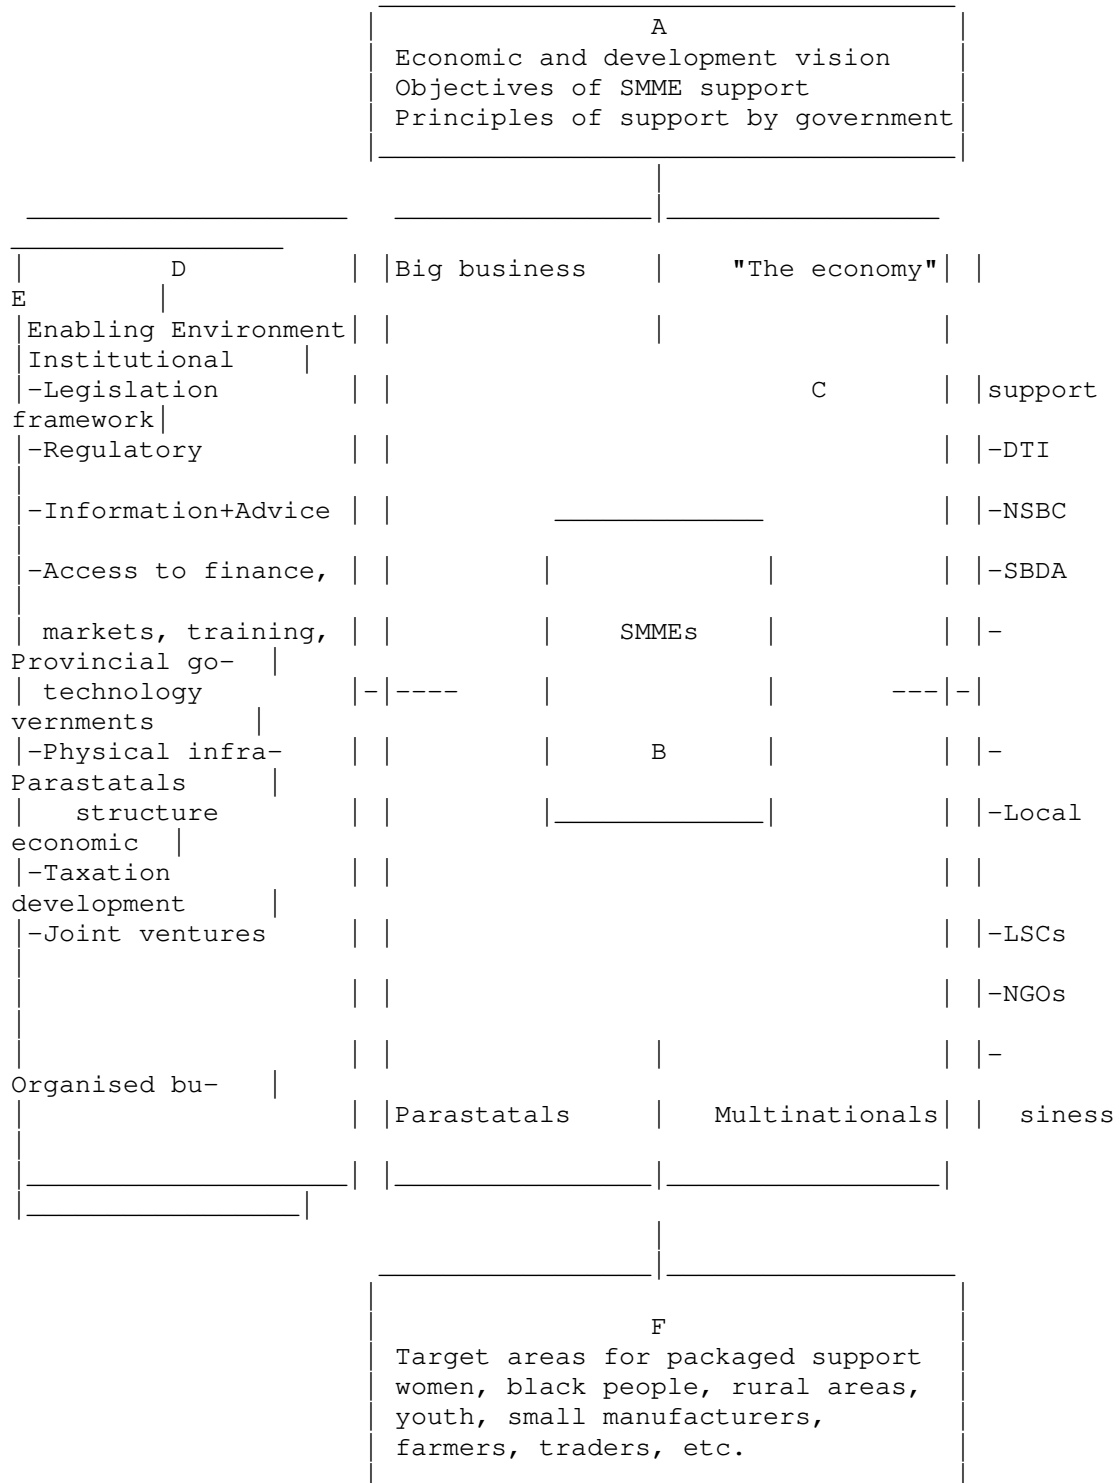 A
Economic and development vision
Objectives of SMME support
Principles of support by government
D Big business "The economy"
E
Enabling Environment
Institutional
-Legislation C support
framework
-Regulatory -DTI
-Information+Advice -NSBC
-Access to finance, -SBDA
markets, training, SMMEs -
Provincial go-
technology ---- ---
vernments
-Physical infra- B -
Parastatals
structure -Local
economic
-Taxation
development
-Joint ventures -LSCs
-NGOs
-
Organised bu-
Parastatals Multinationals siness
F
Target areas for packaged support
women, black people, rural areas,
youth, small manufacturers,
farmers, traders, etc.